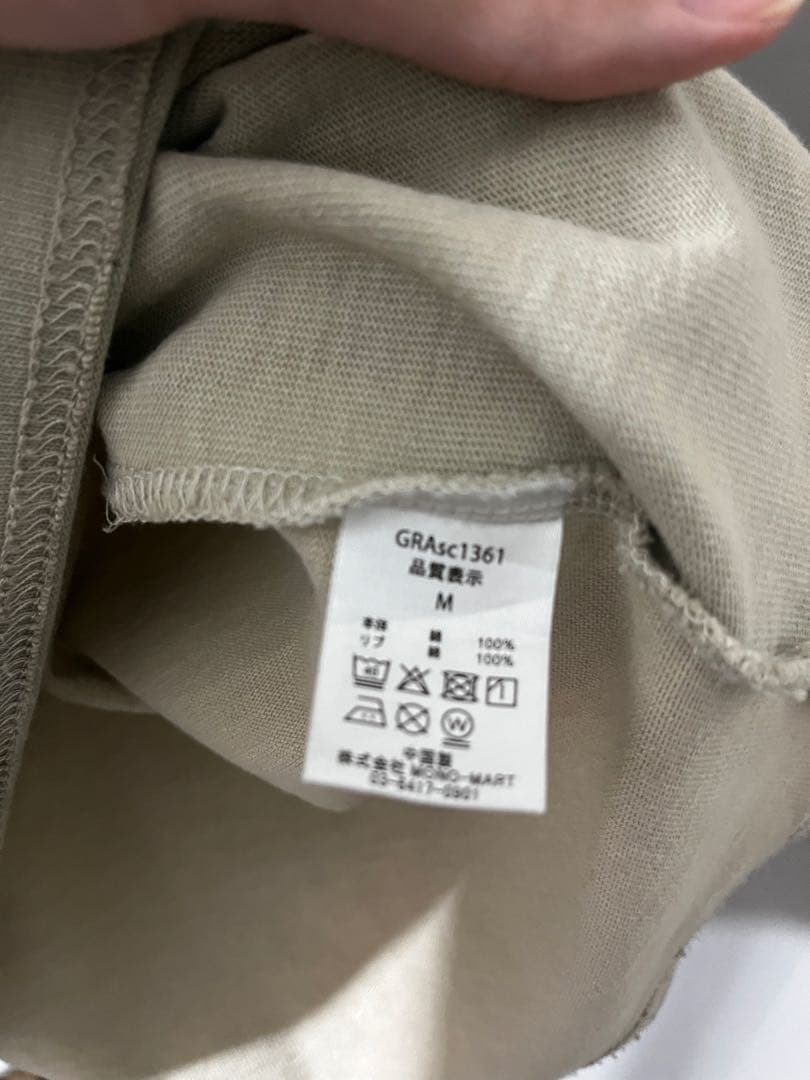 GRAsc1361
品質表示
M
本体 綿 100%
リブ 綿 100%
中国製
株式会社 MONO-MART
03-6417-0901